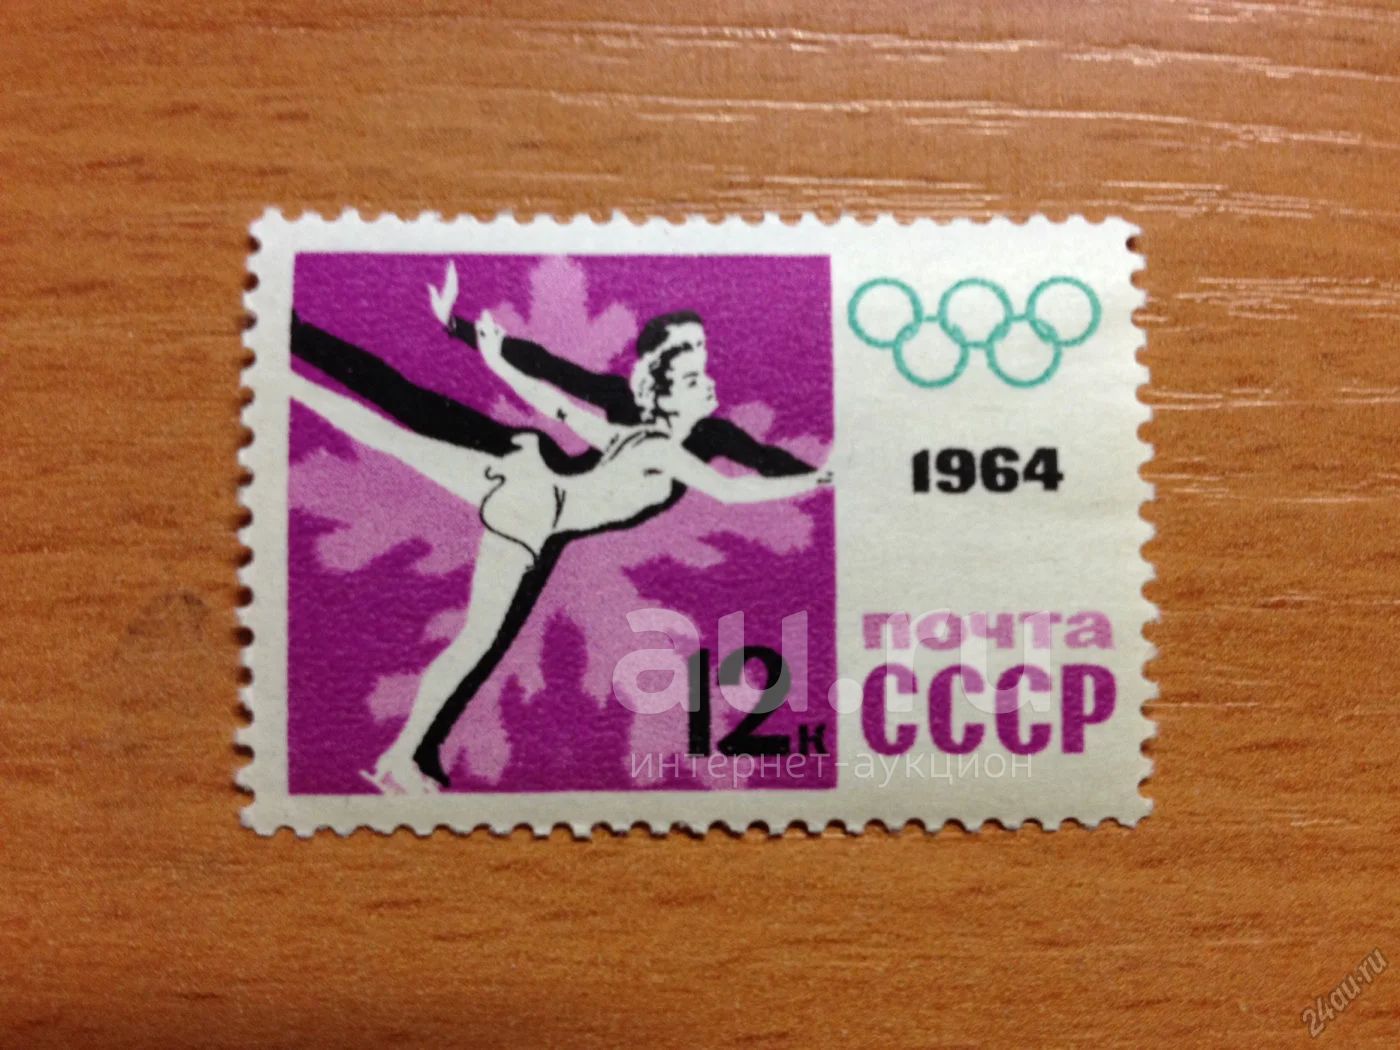 1964
почта
СССР
12к
au.ru
интернет-аукцион
24au.ru